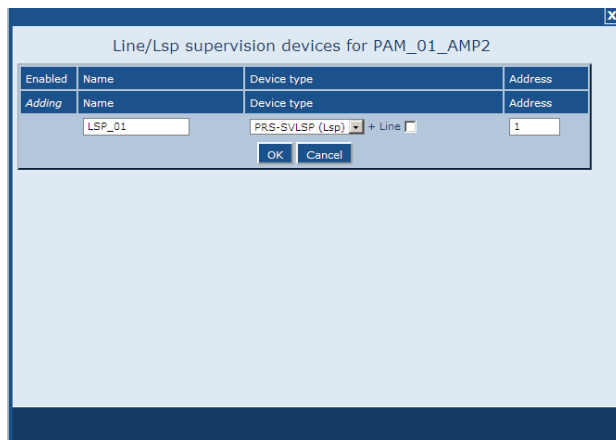 X
Line/Lsp supervision devices for PAM_01_AMP2
Enabled Name Device type Address
Adding Name Device type Address
LSP_01 PRS-SVLSP (Lsp) + Line 1
OK Cancel